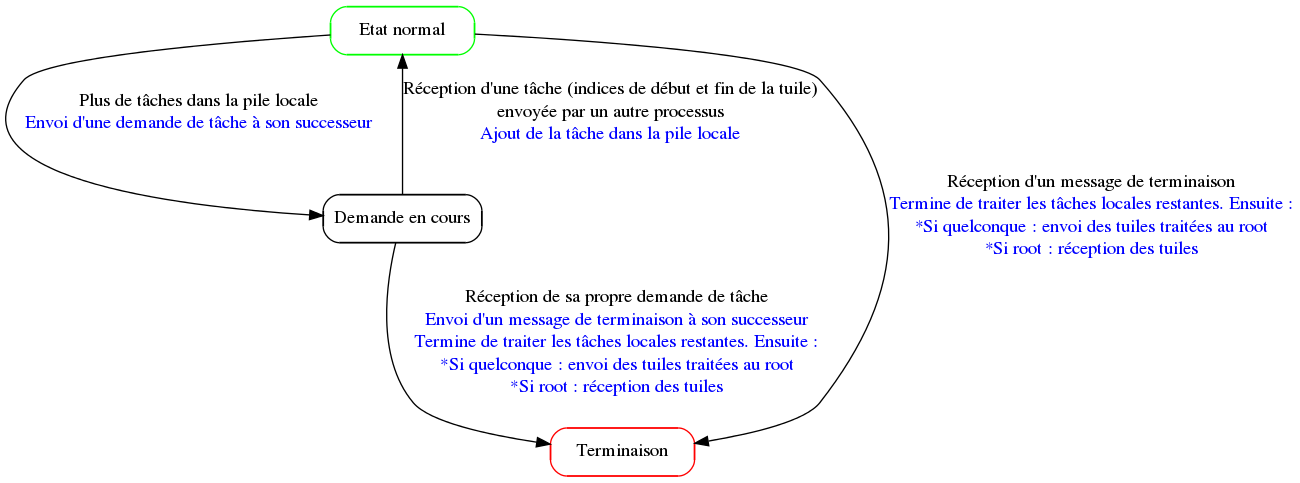 Etat normal
Plus de tâches dans la pile locale
Envoi d'une demande de tâche à son successeur
Réception d'une tâche (indices de début et fin de la tuile)
envoyée par un autre processus
Ajout de la tâche dans la pile locale
Réception d'un message de terminaison
Termine de traiter les tâches locales restantes. Ensuite :
*Si quelconque : envoi des tuiles traitées au root
*Si root : réception des tuiles
Demande en cours
Réception de sa propre demande de tâche
Envoi d'un message de terminaison à son successeur
Termine de traiter les tâches locales restantes. Ensuite :
*Si quelconque : envoi des tuiles traitées au root
*Si root : réception des tuiles
Terminaison